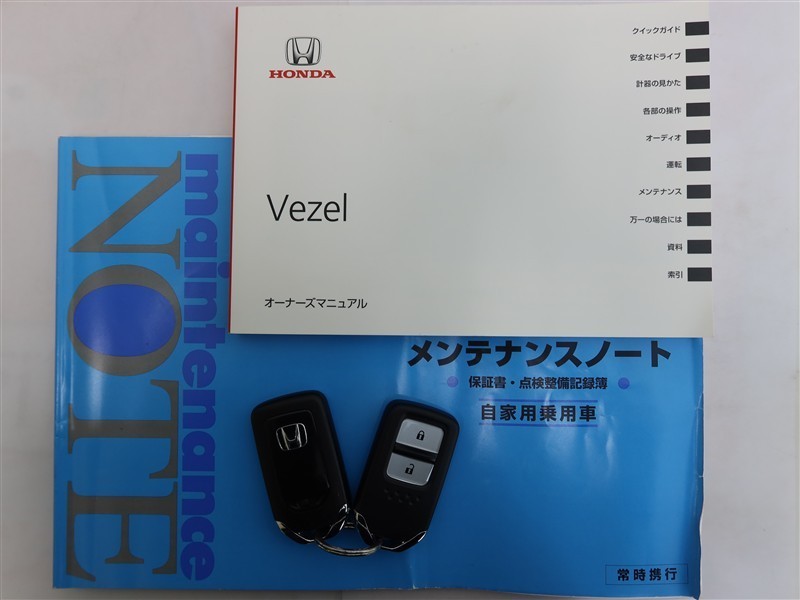 HONDA
Vezel
オーナーズマニュアル
クイックガイド
安全なドライブ
計器の見かた
各部の操作
オーディオ
運転
メンテナンス
万一の場合には
資料
索引
maintenance
NOTE
メンテナンスノート
保証書・点検整備記録簿
自家用乗用車
常時携行